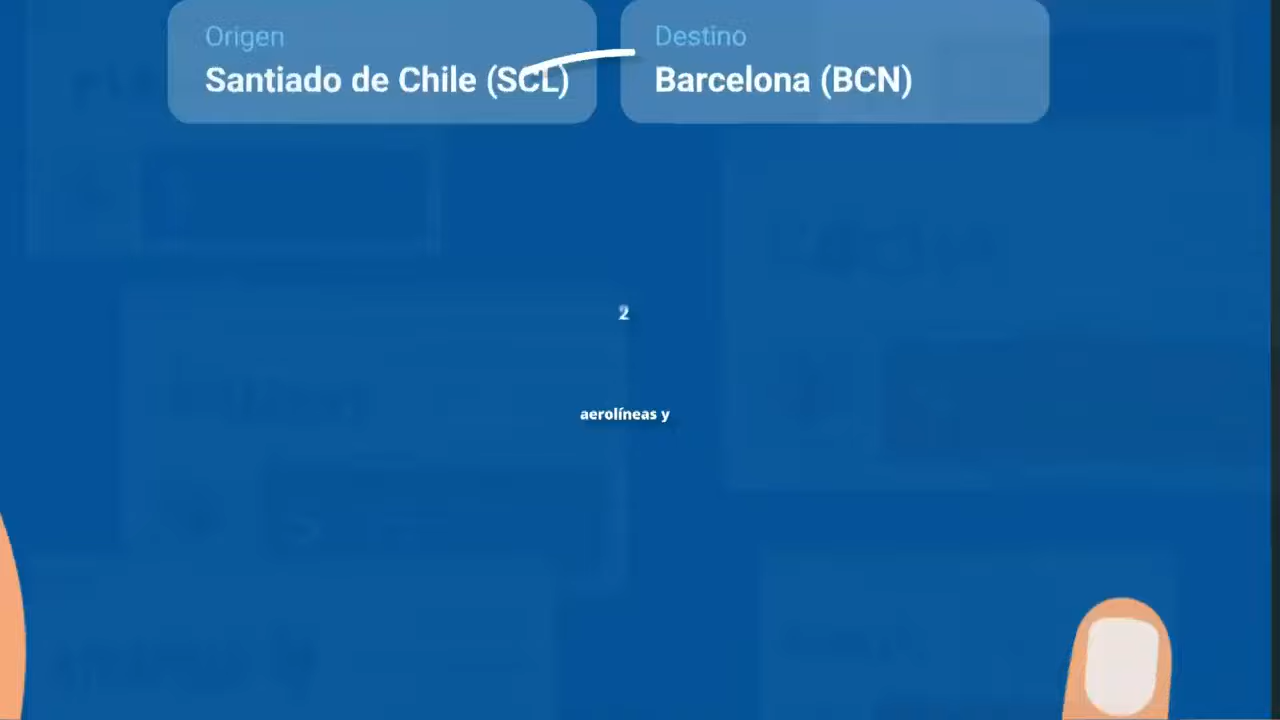 Origen
Santiado de Chile (SCL)
Destino
Barcelona (BCN)
2
aerolíneas y